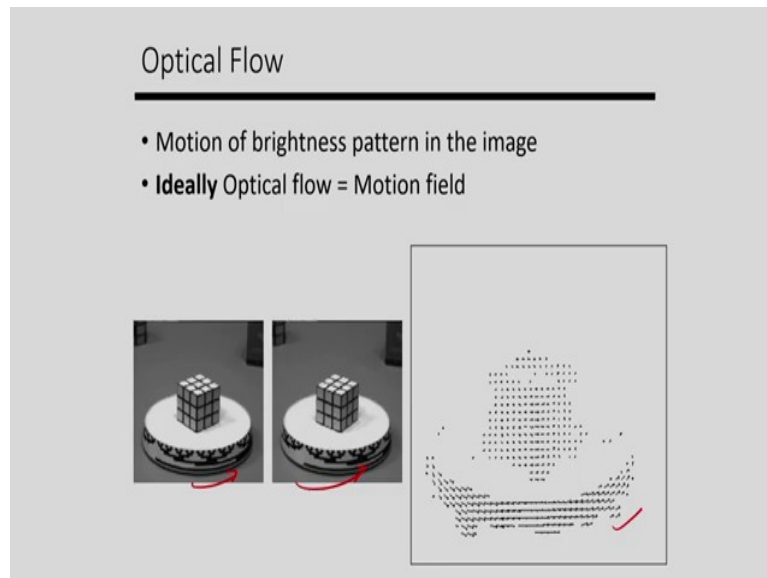 Optical Flow
• Motion of brightness pattern in the image
• Ideally Optical flow = Motion field